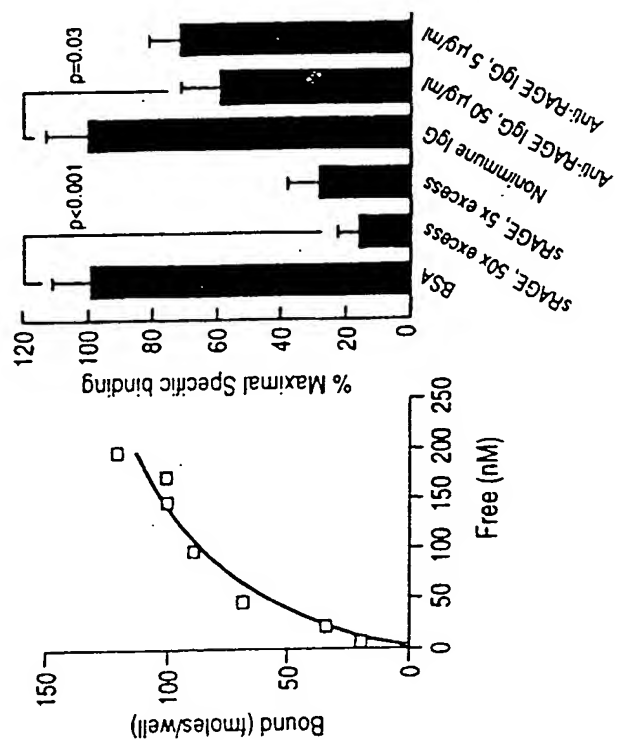 Bound (fmoles/well)
150
100
50
0
0
50
100
150
200
250
Free (nM)
% Maximal Specific binding
120
100
80
60
40
20
0
p<0.001
p=0.03
BSA
sRAGE, 50x excess
sRAGE, 5x excess
Nonimmune IgG
Anti-RAGE IgG, 50 µg/ml
Anti-RAGE IgG, 5 µg/ml